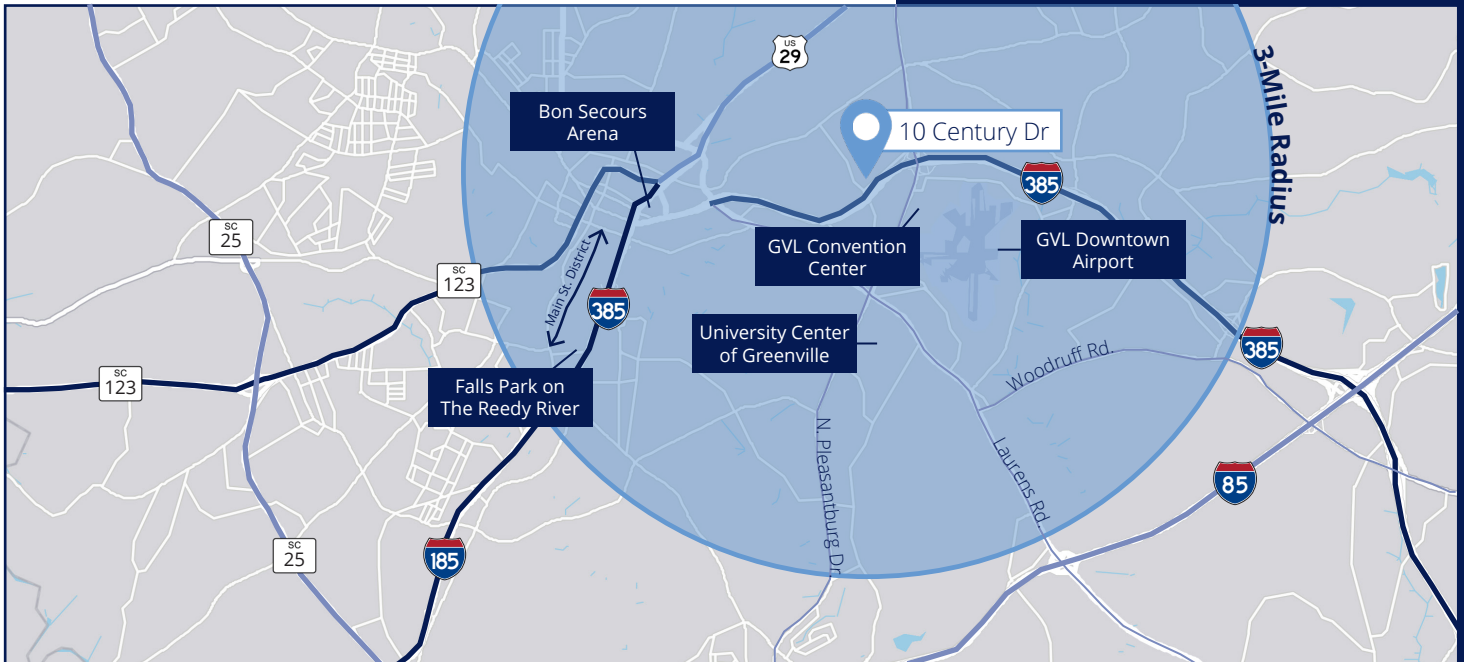 US
29
3-Mile Radius
Bon Secours
Arena
10 Century Dr
385
SC
25
GVL Convention
Center
GVL Downtown
Airport
SC
123
Main St. District
385
University Center
of Greenville
385
Woodruff Rd.
SC
123
Falls Park on
The Reedy River
N. Pleasantburg Dr.
Laurens Rd.
85
SC
25
185